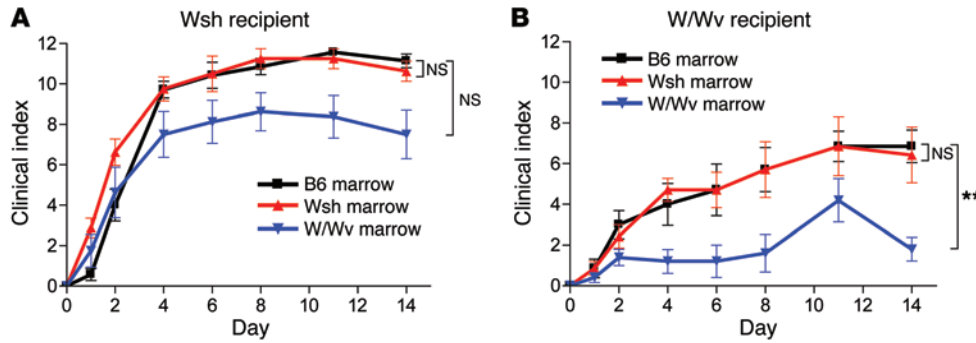 A
Wsh recipient
Clinical index
12
10
8
6
4
2
0
NS
NS
B6 marrow
Wsh marrow
W/Wv marrow
0 2 4 6 8 10 12 14
Day
B
W/Wv recipient
Clinical index
12
10
8
6
4
2
0
B6 marrow
Wsh marrow
W/Wv marrow
NS
**
0 2 4 6 8 10 12 14
Day